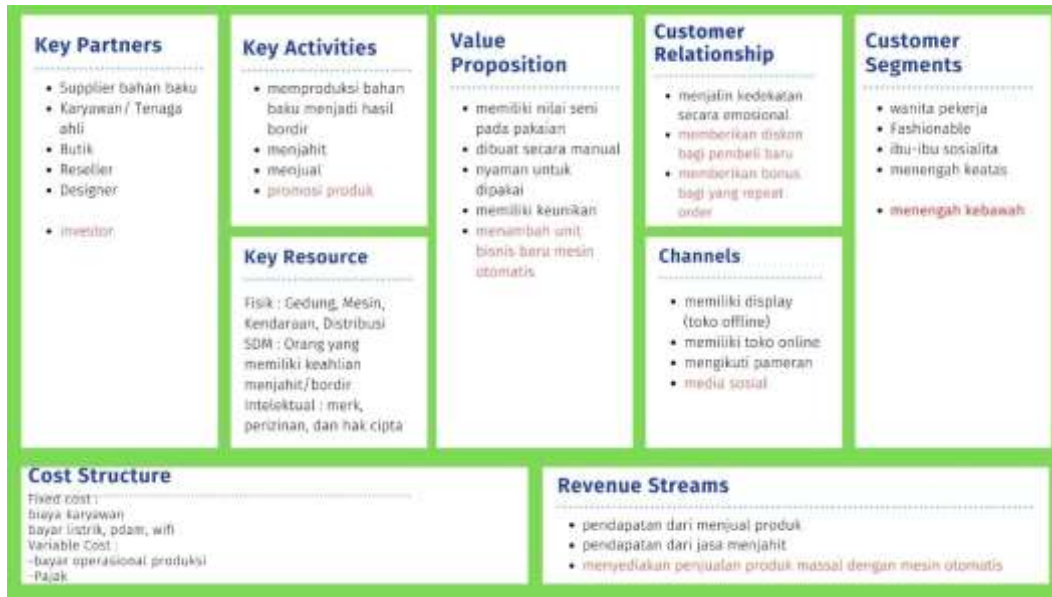 Key Partners
• Supplier bahan baku
• Karyawan/ Tenaga
ahli
• Butik
• Reseller
• Designer
• investor
Key Activities
• memproduksi bahan
baku menjadi hasil
bordir
• menjahit
• menjual
• promosi produk
Key Resource
Fisik : Gedung, Mesin,
Kendaraan, Distribusi
SDM : Orang yang
memiliki keahlian
menjahit/bordir
Intelektual : merk,
perizinan, dan hak cipta
Value
Proposition
• memiliki nilai seni
pada pakaian
• dibuat secara manual
• nyaman untuk
dipakai
• memiliki keunikan
• menambah unit
bisnis baru mesin
otomatis
Customer
Relationship
• menjalin kedekatan
secara emosional
• memberikan diskon
bagi pembeli baru
• memberikan bonus
bagi yang repeat
order
Channels
• memiliki display
(toko offline)
• memiliki toko online
• mengikuti pameran
• media sosial
Customer
Segments
• wanita pekerja
• Fashionable
• ibu-ibu sosialita
• menengah keatas
• menengah kebawah
Cost Structure
Fixed cost :
biaya karyawan
bayar listrik, pdam, wifi
Variable Cost :
-bayar operasional produksi
-Pajak
Revenue Streams
• pendapatan dari menjual produk
• pendapatan dari jasa menjahit
• menyediakan penjualan produk massal dengan mesin otomatis